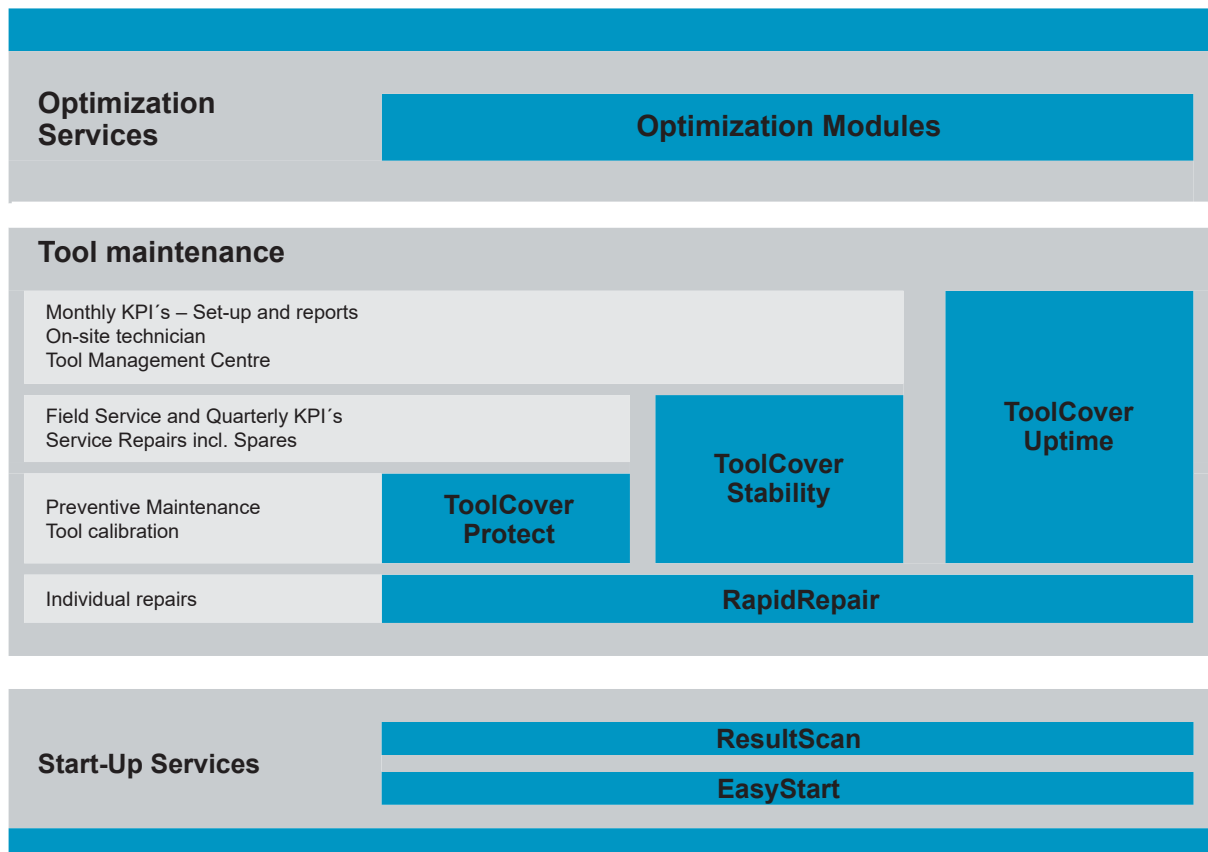 Optimization
Services
Optimization Modules
Tool maintenance
Monthly KPI´s – Set-up and reports
On-site technician
Tool Management Centre
Field Service and Quarterly KPI´s
Service Repairs incl. Spares
Preventive Maintenance
Tool calibration
ToolCover
Protect
ToolCover
Stability
ToolCover
Uptime
Individual repairs
RapidRepair
Start-Up Services
ResultScan
EasyStart